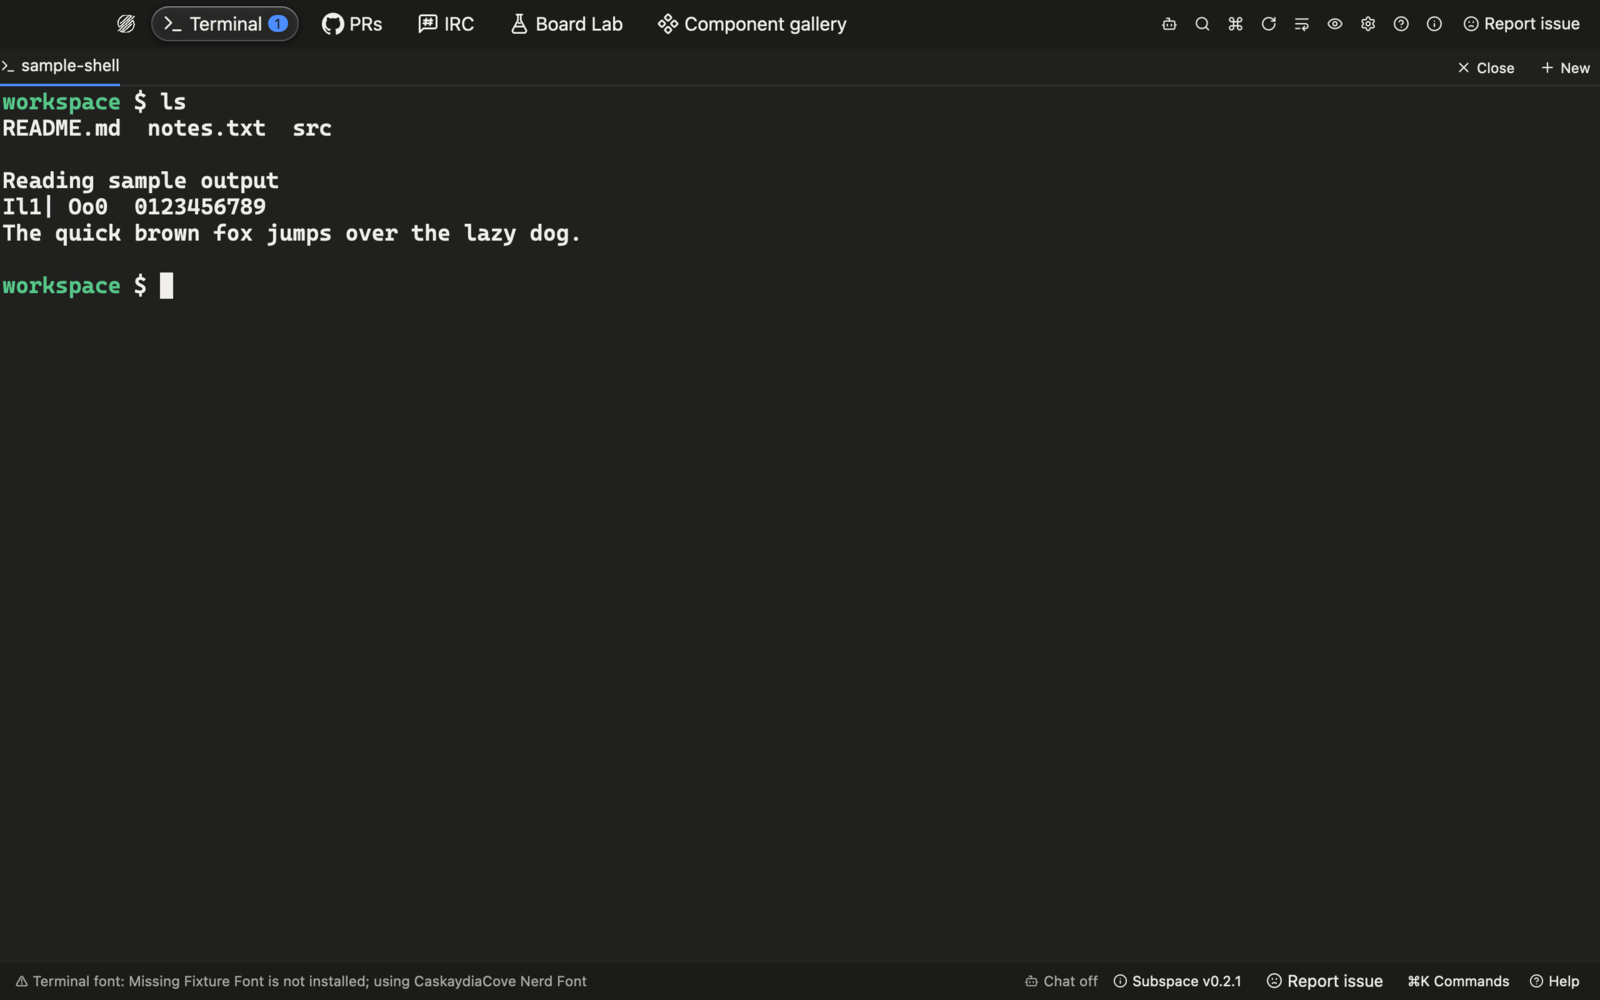 >_ Terminal 1 PRs IRC Board Lab Component gallery Report issue
>_ sample-shell × Close + New
workspace $ ls
README.md  notes.txt  src
Reading sample output
Il1| Oo0  0123456789
The quick brown fox jumps over the lazy dog.
workspace $
Terminal font: Missing Fixture Font is not installed; using CaskaydiaCove Nerd Font Chat off Subspace v0.2.1 Report issue ⌘K Commands Help